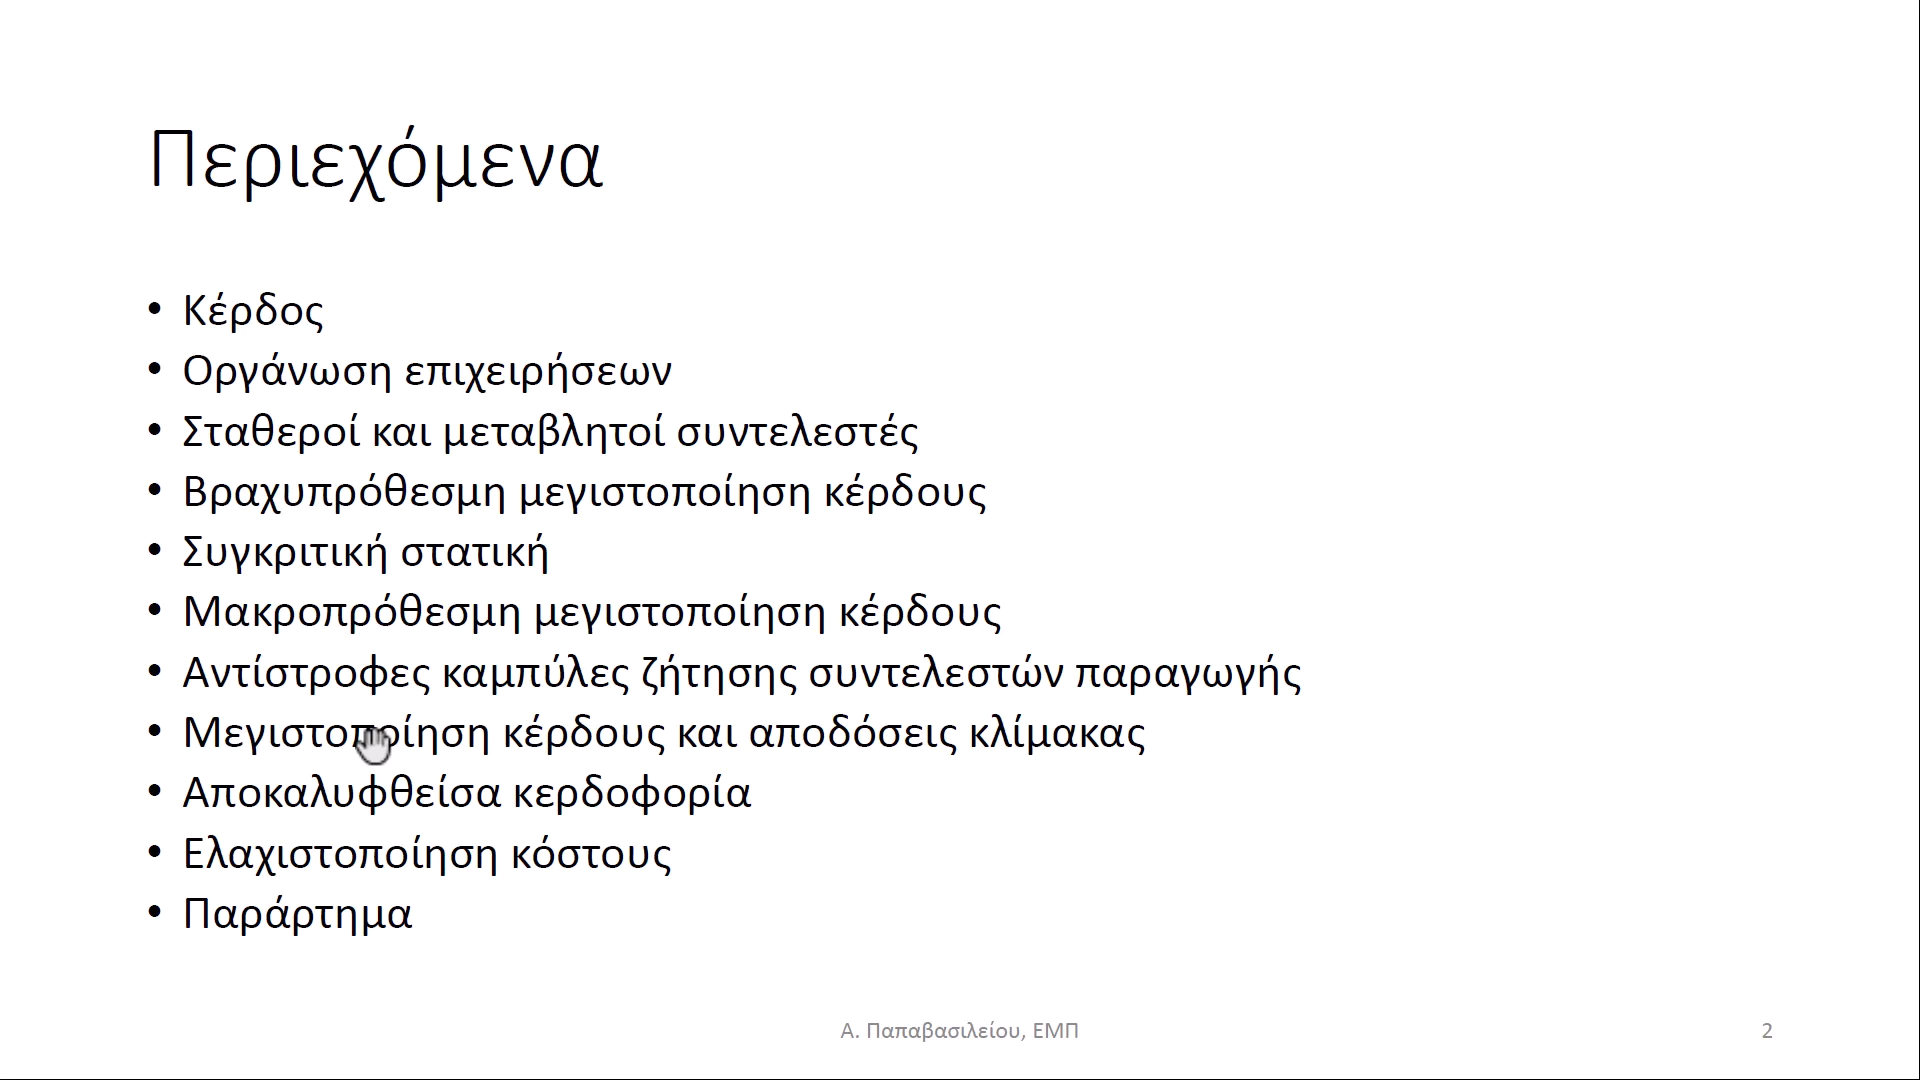 Περιεχόμενα
• Κέρδος
• Οργάνωση επιχειρήσεων
• Σταθεροί και μεταβλητοί συντελεστές
• Βραχυπρόθεσμη μεγιστοποίηση κέρδους
• Συγκριτική στατική
• Μακροπρόθεσμη μεγιστοποίηση κέρδους
• Αντίστροφες καμπύλες ζήτησης συντελεστών παραγωγής
• Μεγιστοποίηση κέρδους και αποδόσεις κλίμακας
• Αποκαλυφθείσα κερδοφορία
• Ελαχιστοποίηση κόστους
• Παράρτημα
Α. Παπαβασιλείου, ΕΜΠ
2